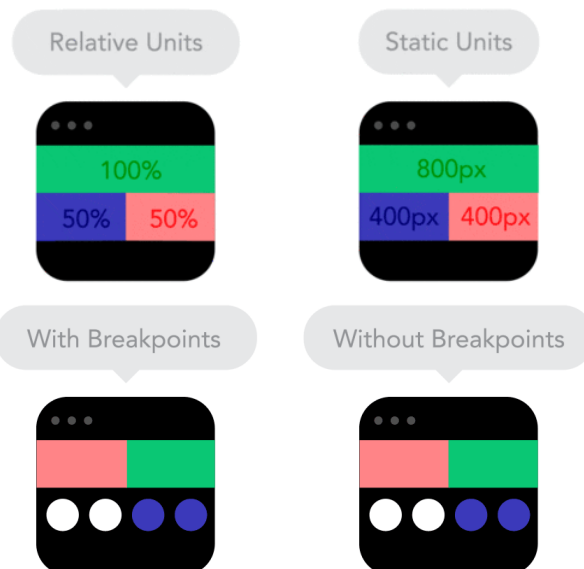 Relative Units
Static Units
100%
800px
50% 50%
400px 400px
With Breakpoints
Without Breakpoints